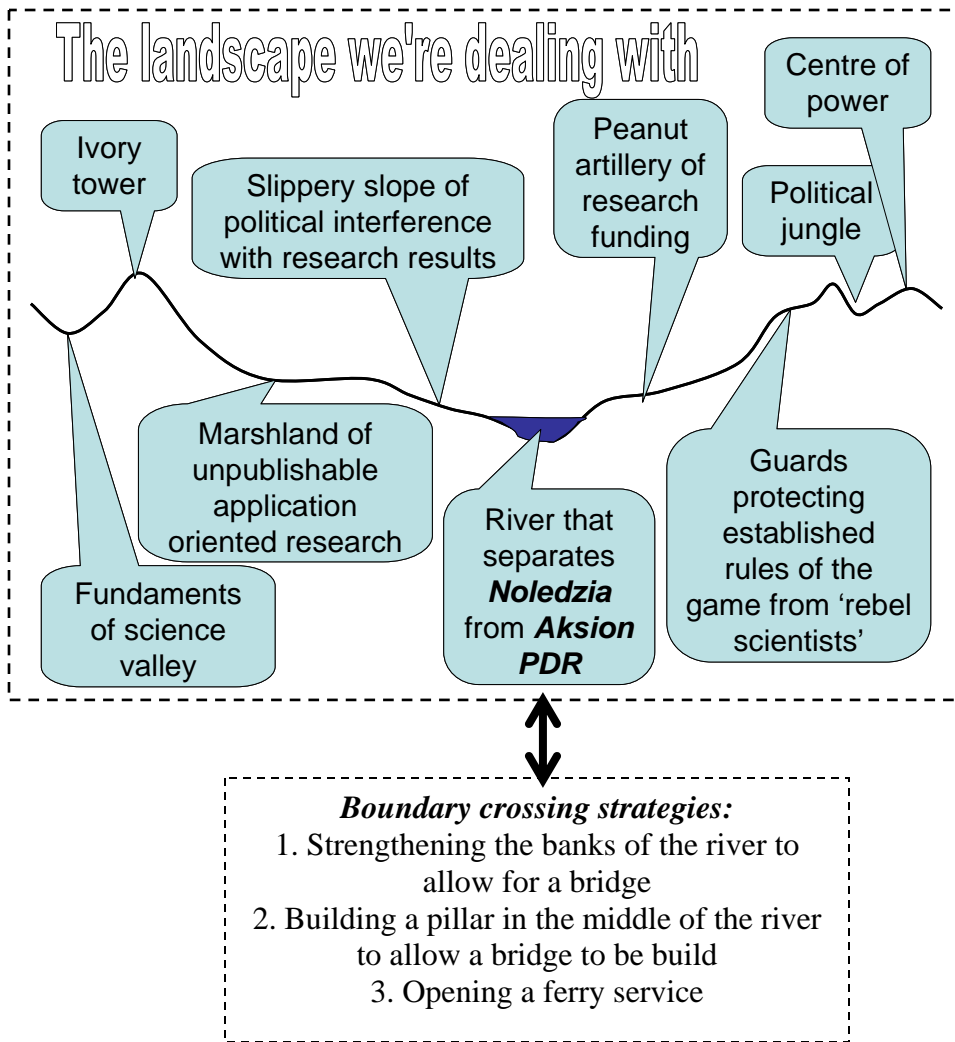 The landscape we're dealing with
Ivory
tower
Slippery slope of
political interference
with research results
Peanut
artillery of
research
funding
Centre of
power
Political
jungle
Fundaments
of science
valley
Marshland of
unpublishable
application
oriented research
River that
separates
Noledzia
from Aksion
PDR
Guards
protecting
established
rules of the
game from ‘rebel
scientists’
Boundary crossing strategies:
1. Strengthening the banks of the river to
allow for a bridge
2. Building a pillar in the middle of the river
to allow a bridge to be build
3. Opening a ferry service